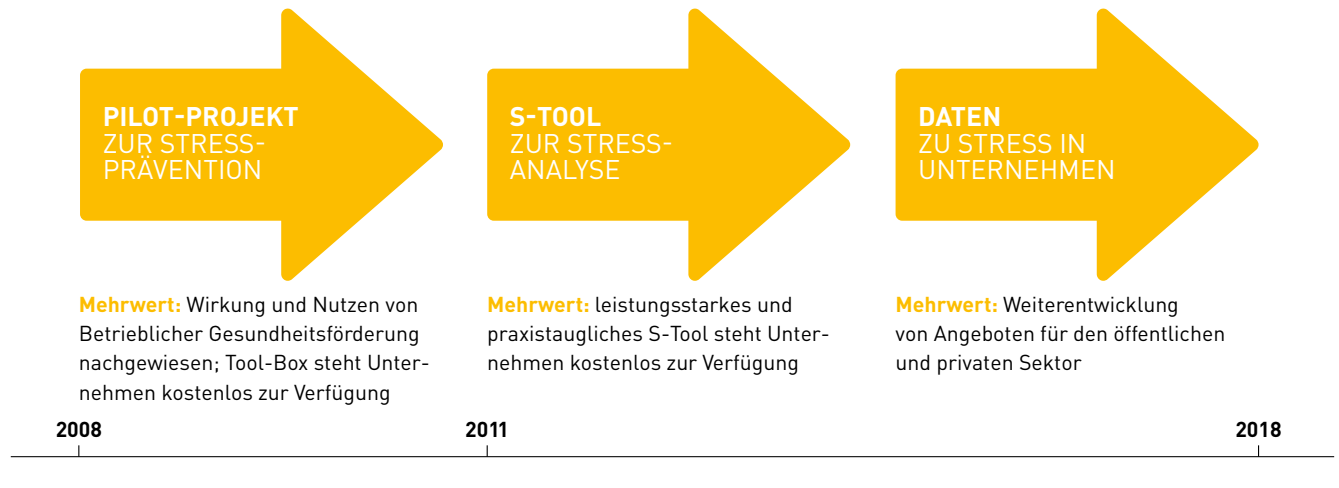 PILOT-PROJEKT
ZUR STRESS-
PRÄVENTION
Mehrwert: Wirkung und Nutzen von
Betrieblicher Gesundheitsförderung
nachgewiesen; Tool-Box steht Unter-
nehmen kostenlos zur Verfügung
S-TOOL
ZUR STRESS-
ANALYSE
Mehrwert: leistungsstarkes und
praxistaugliches S-Tool steht Unter-
nehmen kostenlos zur Verfügung
DATEN
ZU STRESS IN
UNTERNEHMEN
Mehrwert: Weiterentwicklung
von Angeboten für den öffentlichen
und privaten Sektor
2008
2011
2018